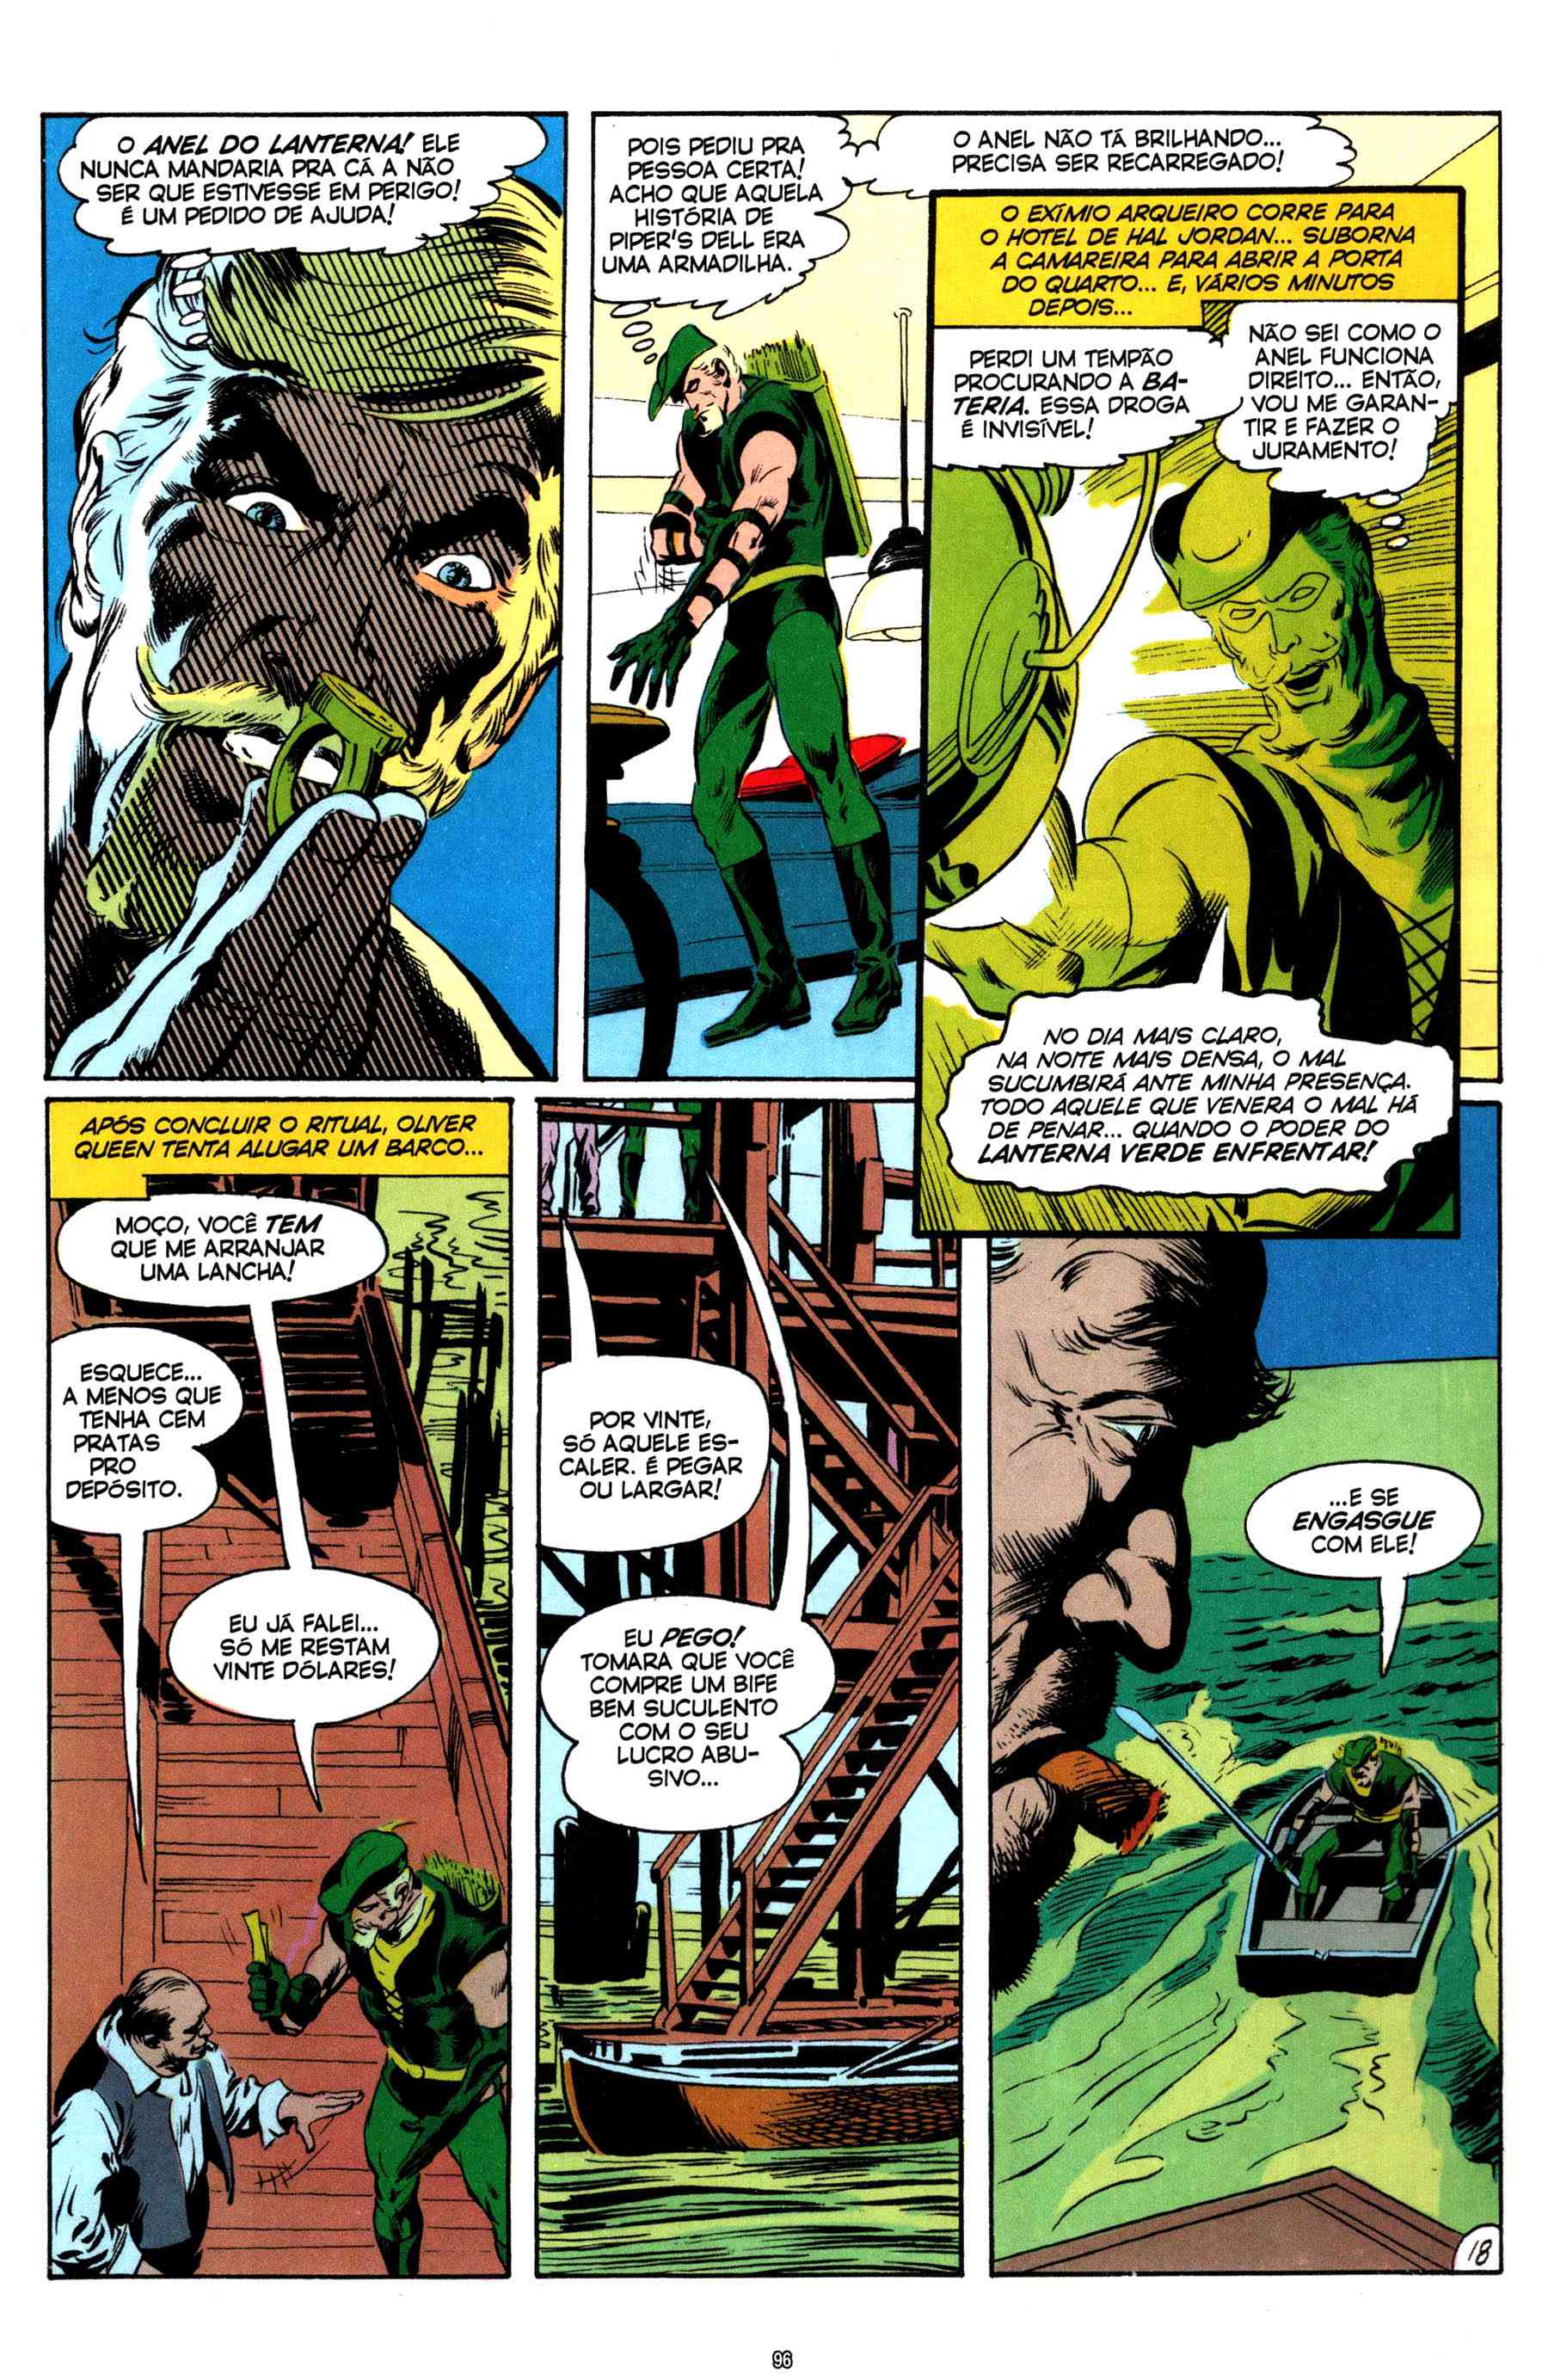 O ANEL DO LANTERNA! ELE
NUNCA MANDARIA PRA CÁ A NÃO
SER QUE ESTIVESSE EM PERIGO!
É UM PEDIDO DE AJUDA!
POIS PEDIU PRA
PESSOA CERTA!
ACHO QUE AQUELA
HISTÓRIA DE
PIPER'S DELL ERA
UMA ARMADILHA.
O ANEL NÃO TÁ BRILHANDO...
PRECISA SER RECARREGADO!
O EXÍMIO ARQUEIRO CORRE PARA
O HOTEL DE HAL JORDAN... SUBORNA
A CAMAREIRA PARA ABRIR A PORTA
DO QUARTO... E, VÁRIOS MINUTOS
DEPOIS...
PERDI UM TEMPÃO
PROCURANDO A BA-
TERIA. ESSA DROGA
É INVISÍVEL!
NÃO SEI COMO O
ANEL FUNCIONA
DIREITO... ENTÃO,
VOU ME GARAN-
TIR E FAZER O
JURAMENTO!
NO DIA MAIS CLARO,
NA NOITE MAIS DENSA, O MAL
SUCUMBIRÁ ANTE MINHA PRESENÇA.
TODO AQUELE QUE VENERA O MAL HÁ
DE PENAR... QUANDO O PODER DO
LANTERNA VERDE ENFRENTAR!
APÓS CONCLUIR O RITUAL, OLIVER
QUEEN TENTA ALUGAR UM BARCO...
MOÇO, VOCÊ TEM
QUE ME ARRANJAR
UMA LANCHA!
ESQUECE...
A MENOS QUE
TENHA CEM
PRATAS
PRO
DEPÓSITO.
EU JÁ FALEI...
SÓ ME RESTAM
VINTE DÓLARES!
POR VINTE,
SÓ AQUELE ES-
CALER. É PEGAR
OU LARGAR!
EU PEGO!
TOMARA QUE VOCÊ
COMPRE UM BIFE
BEM SUCULENTO
COM O SEU
LUCRO ABU-
SIVO...
...E SE
ENGASGUE
COM ELE!
18
96